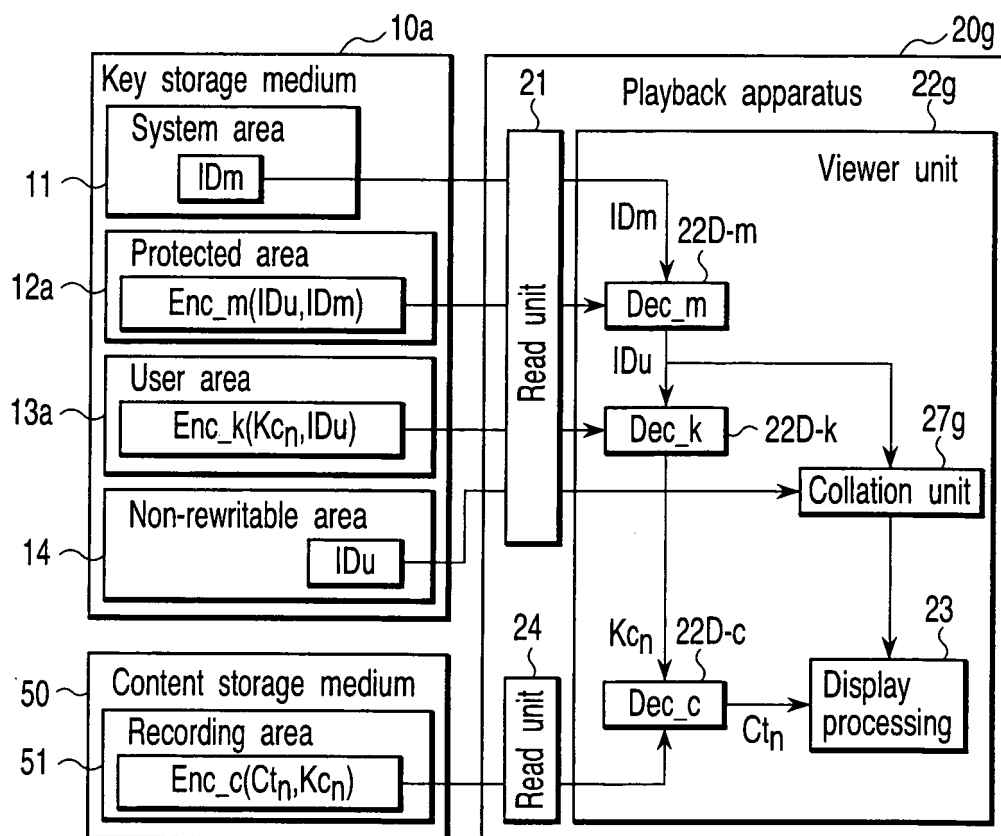 10a
20g
Key storage medium
21
Playback apparatus
22g
System area
IDm
11
Viewer unit
IDm
22D-m
Protected area
12a
Enc_m(IDu,IDm)
Read unit
Dec_m
IDu
User area
13a
Enc_k(Kcn,IDu)
Dec_k
22D-k
27g
Non-rewritable area
Collation unit
14
IDu
Kcn
22D-c
23
24
50
Content storage medium
Read unit
Dec_c
Display
processing
Ctn
Recording area
51
Enc_c(Ctn,Kcn)